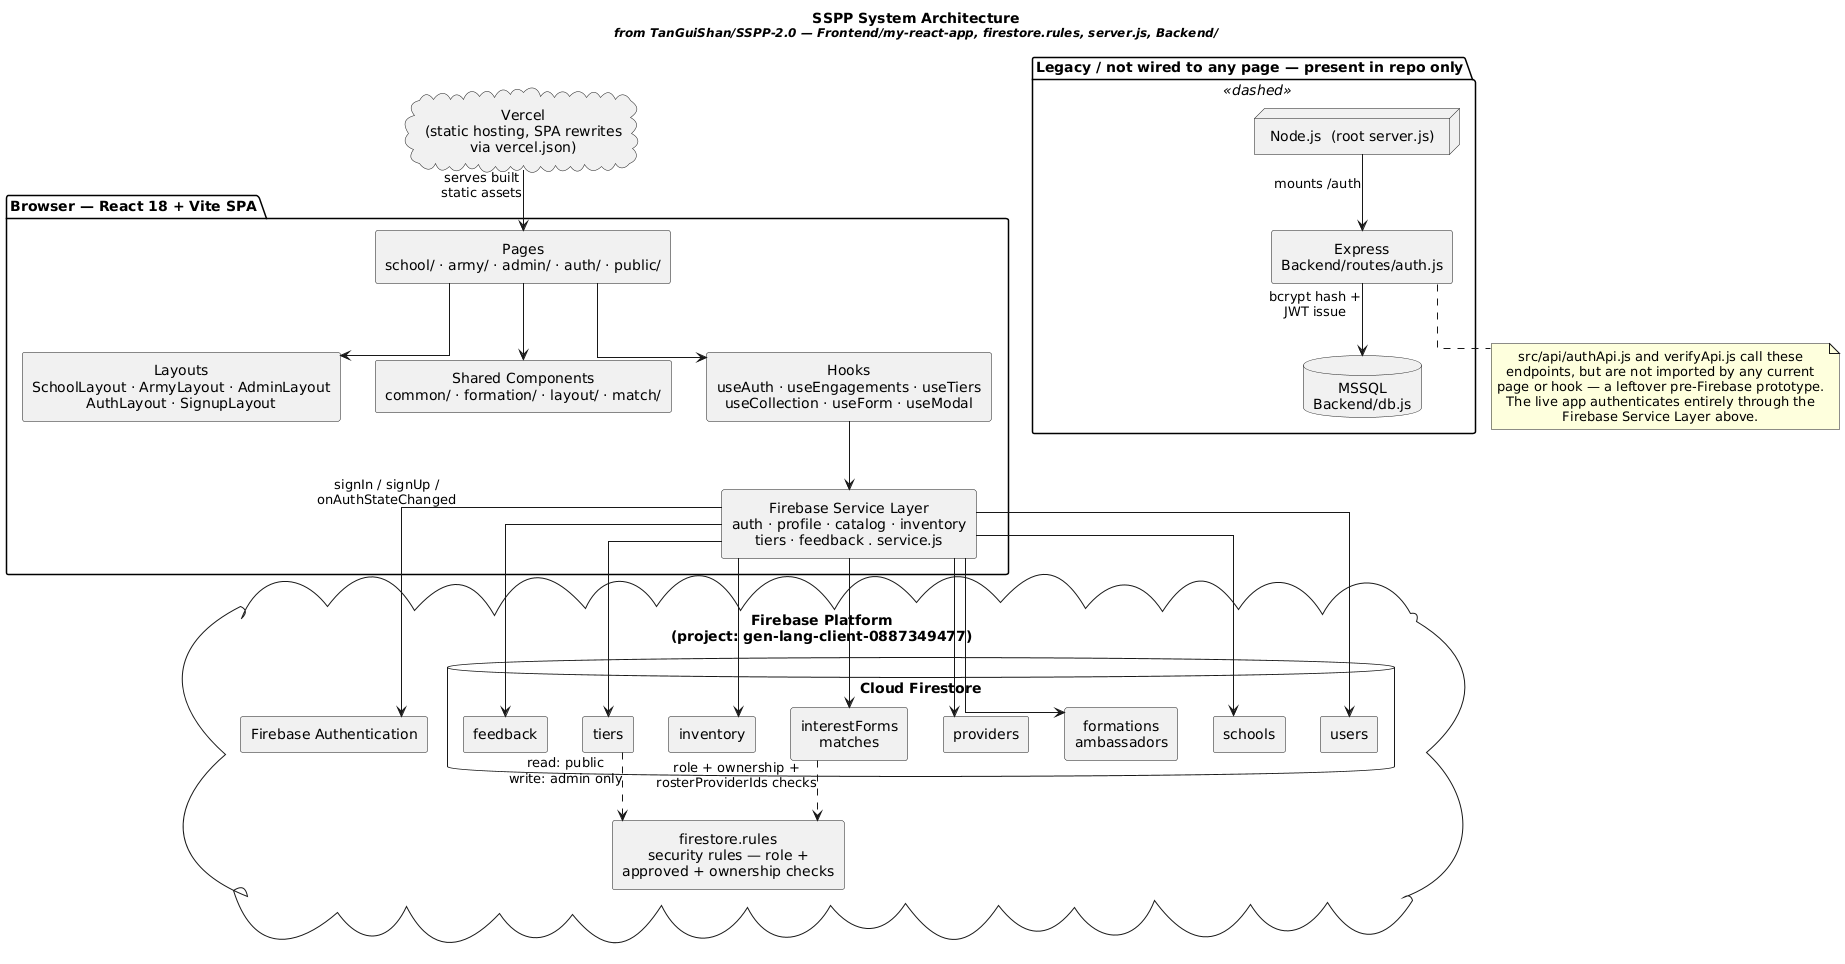 SSPP System Architecture
from TanGuiShan/SSPP-2.0 — Frontend/my-react-app, firestore.rules, server.js, Backend/
Legacy / not wired to any page — present in repo only
«dashed»
Node.js  (root server.js)
mounts /auth
Express
Backend/routes/auth.js
bcrypt hash +
JWT issue
MSSQL
Backend/db.js
src/api/authApi.js and verifyApi.js call these
endpoints, but are not imported by any current
page or hook — a leftover pre-Firebase prototype.
The live app authenticates entirely through the
Firebase Service Layer above.
Vercel
(static hosting, SPA rewrites
via vercel.json)
serves built
static assets
Browser — React 18 + Vite SPA
Pages
school/ · army/ · admin/ · auth/ · public/
Layouts
SchoolLayout · ArmyLayout · AdminLayout
AuthLayout · SignupLayout
Shared Components
common/ · formation/ · layout/ · match/
Hooks
useAuth · useEngagements · useTiers
useCollection · useForm · useModal
signIn / signUp /
onAuthStateChanged
Firebase Service Layer
auth · profile · catalog · inventory
tiers · feedback . service.js
Firebase Platform
(project: gen-lang-client-0887349477)
Cloud Firestore
Firebase Authentication
feedback
tiers
inventory
interestForms
matches
providers
formations
ambassadors
schools
users
read: public
write: admin only
role + ownership +
rosterProviderIds checks
firestore.rules
security rules — role +
approved + ownership checks